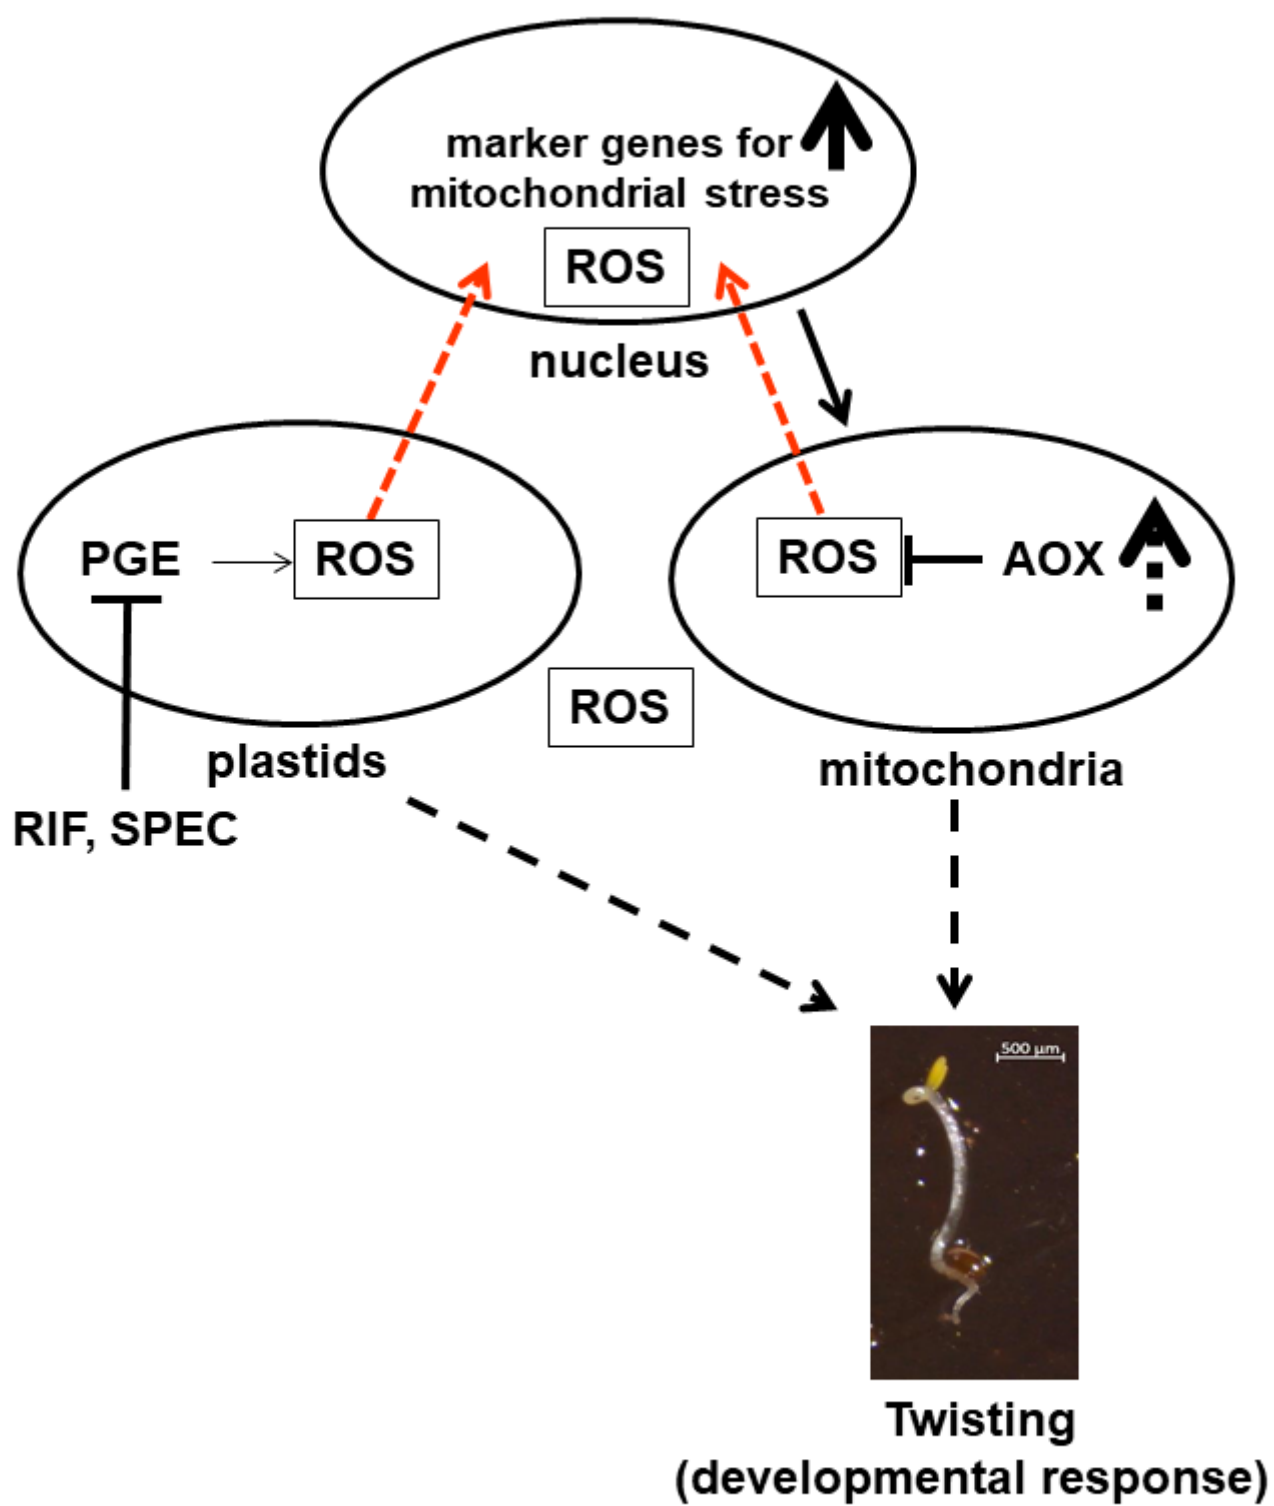 marker genes for
mitochondrial stress
ROS
nucleus
PGE
ROS
ROS
AOX
ROS
plastids
mitochondria
RIF, SPEC
500 µm
Twisting
(developmental response)